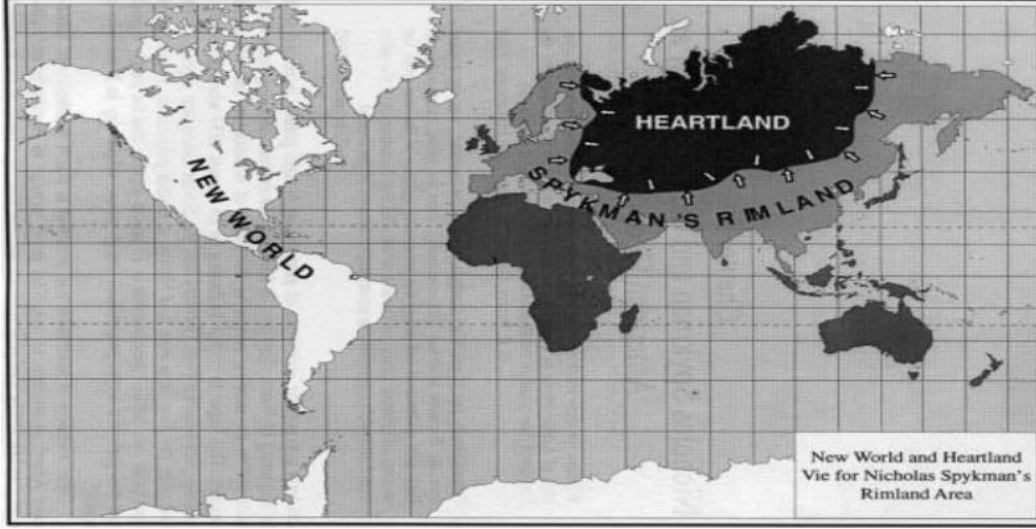 HEARTLAND
NEW WORLD
SPYKMAN'S RIMLAND
New World and Heartland
Vie for Nicholas Spykman's
Rimland Area